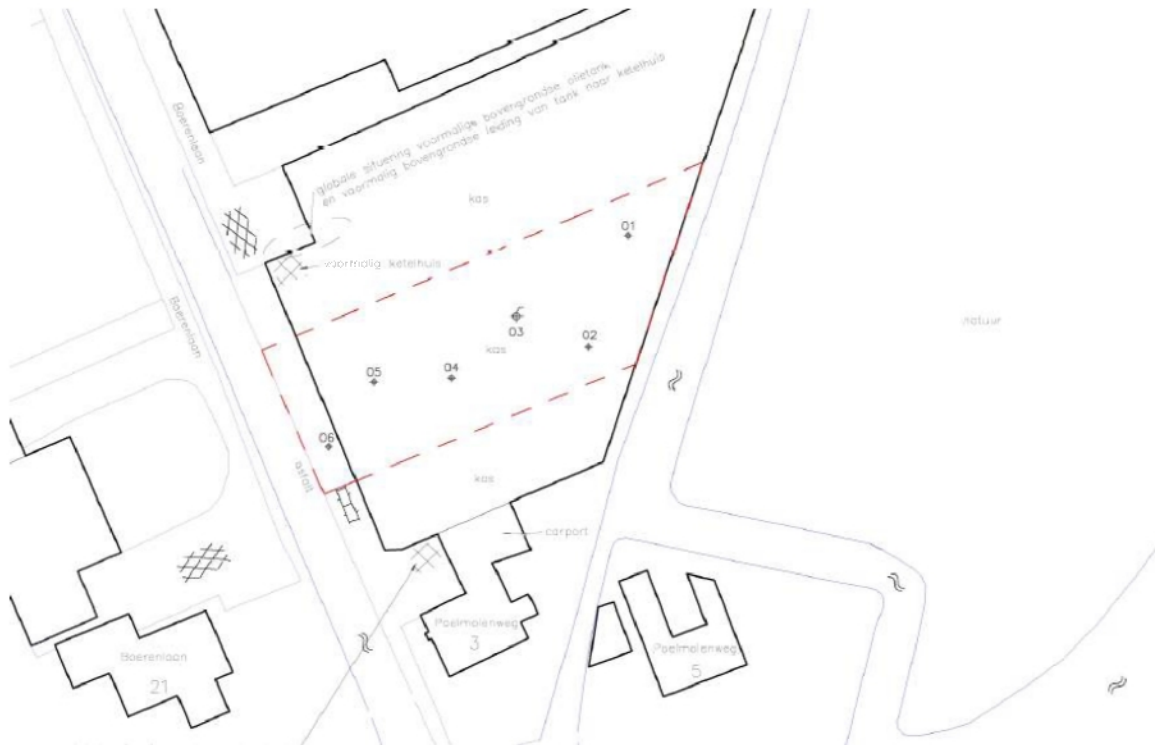 Boerenlaan
globale situering voormalige bovengrondse olietank
en voormalig bovengrondse leiding van tank naar ketelhuis
kas
01
voormalig ketelhuis
Boerenlaan
natuur
03
02
kas
05
04
06
asfalt
kas
carport
Poelmolenweg
3
Boerenlaan
21
Poelmolenweg
5